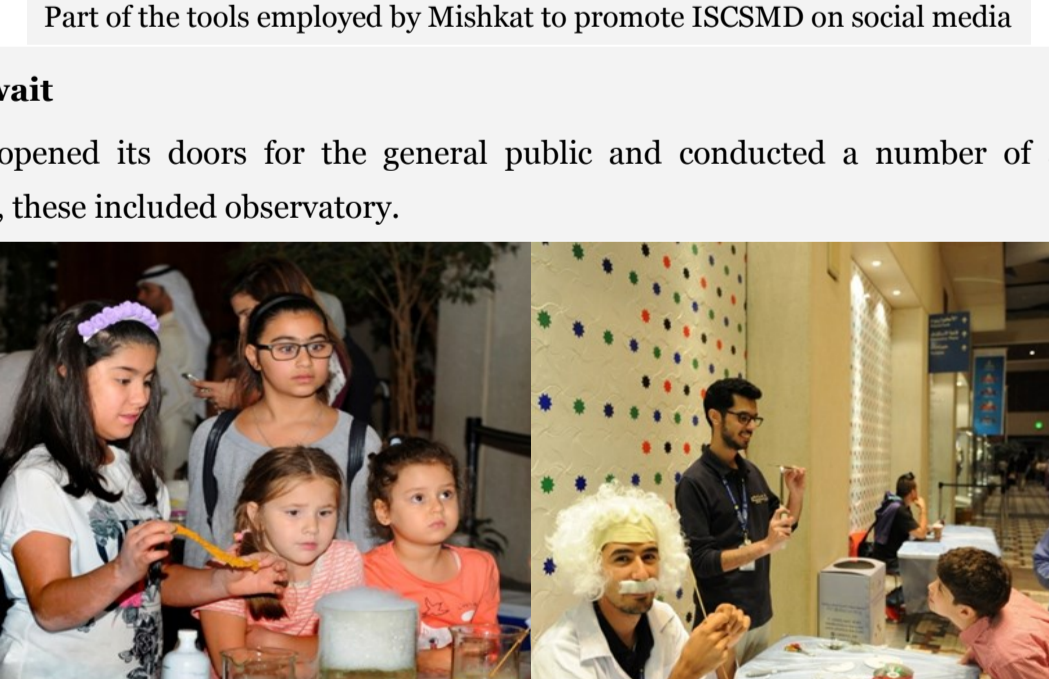 Part of the tools employed by Mishkat to promote ISCSMD on social media
wait
opened its doors for the general public and conducted a number of
, these included observatory.